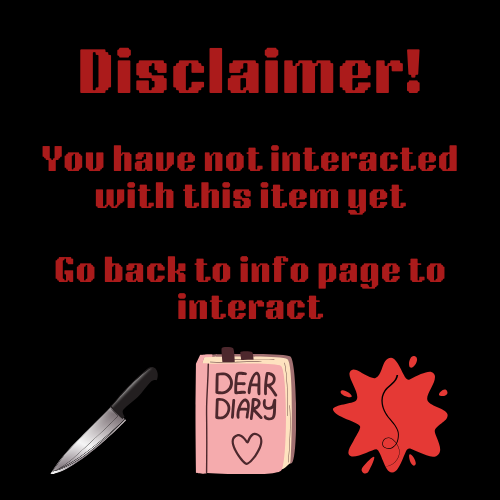 Disclaimer!
You have not interacted
with this item yet
Go back to info page to
interact
DEAR
DIARY